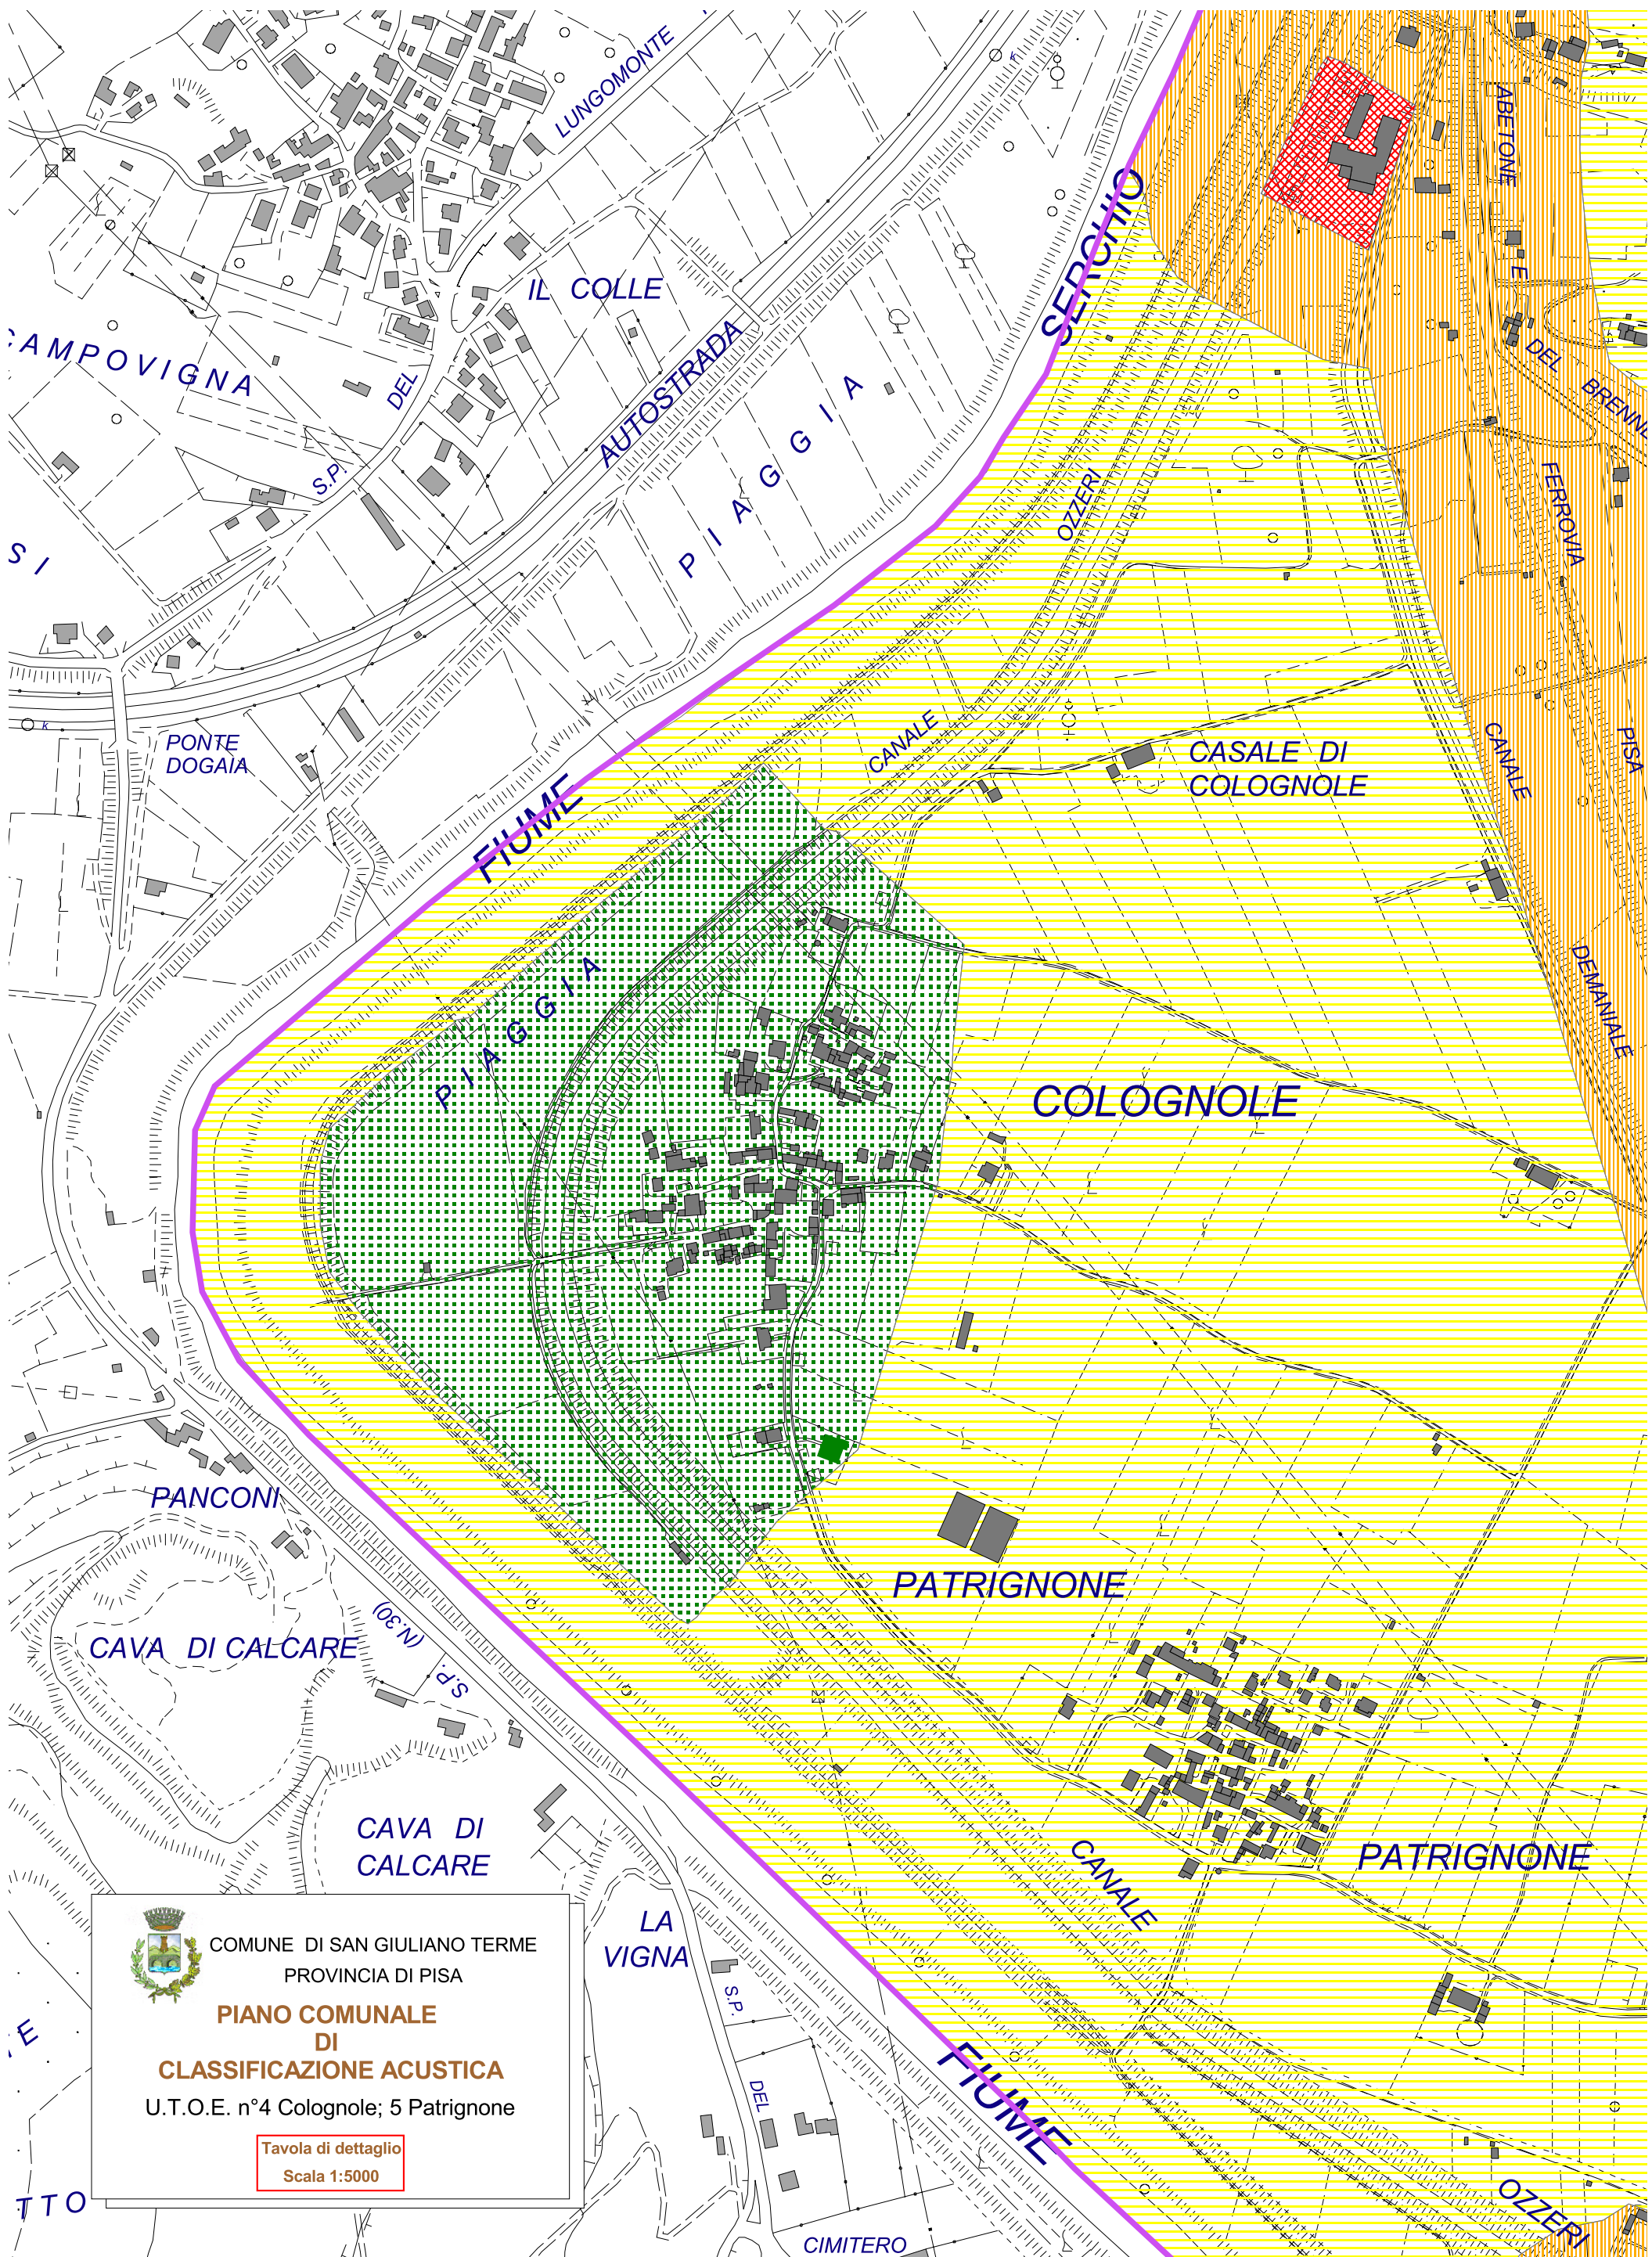 LUNGOMONTE
k
SERCHIO
ABETONE
E
DEL
BRENNE
IL COLLE
CAMPOVIGNA
DEL
S.P.
AUTOSTRADA
PIAGGIA
OZZERI
FERROVIA
PISA
SI
k
PONTE
DOGAIA
CANALE
CASALE DI
COLOGNOLE
CANALE
DEMANIALE
FIUME
PIAGGIA
COLOGNOLE
PANCONI
(N.30)
S.P.
CAVA DI CALCARE
PATRIGNONE
CAVA DI
CALCARE
PATRIGNONE
CANALE
LA
VIGNA
S.P.
DEL
FIUME
OZZERI
CIMITERO
E
TTO
COMUNE DI SAN GIULIANO TERME
PROVINCIA DI PISA
PIANO COMUNALE
DI
CLASSIFICAZIONE ACUSTICA
U.T.O.E. n°4 Colognole; 5 Patrignone
Tavola di dettaglio
Scala 1:5000